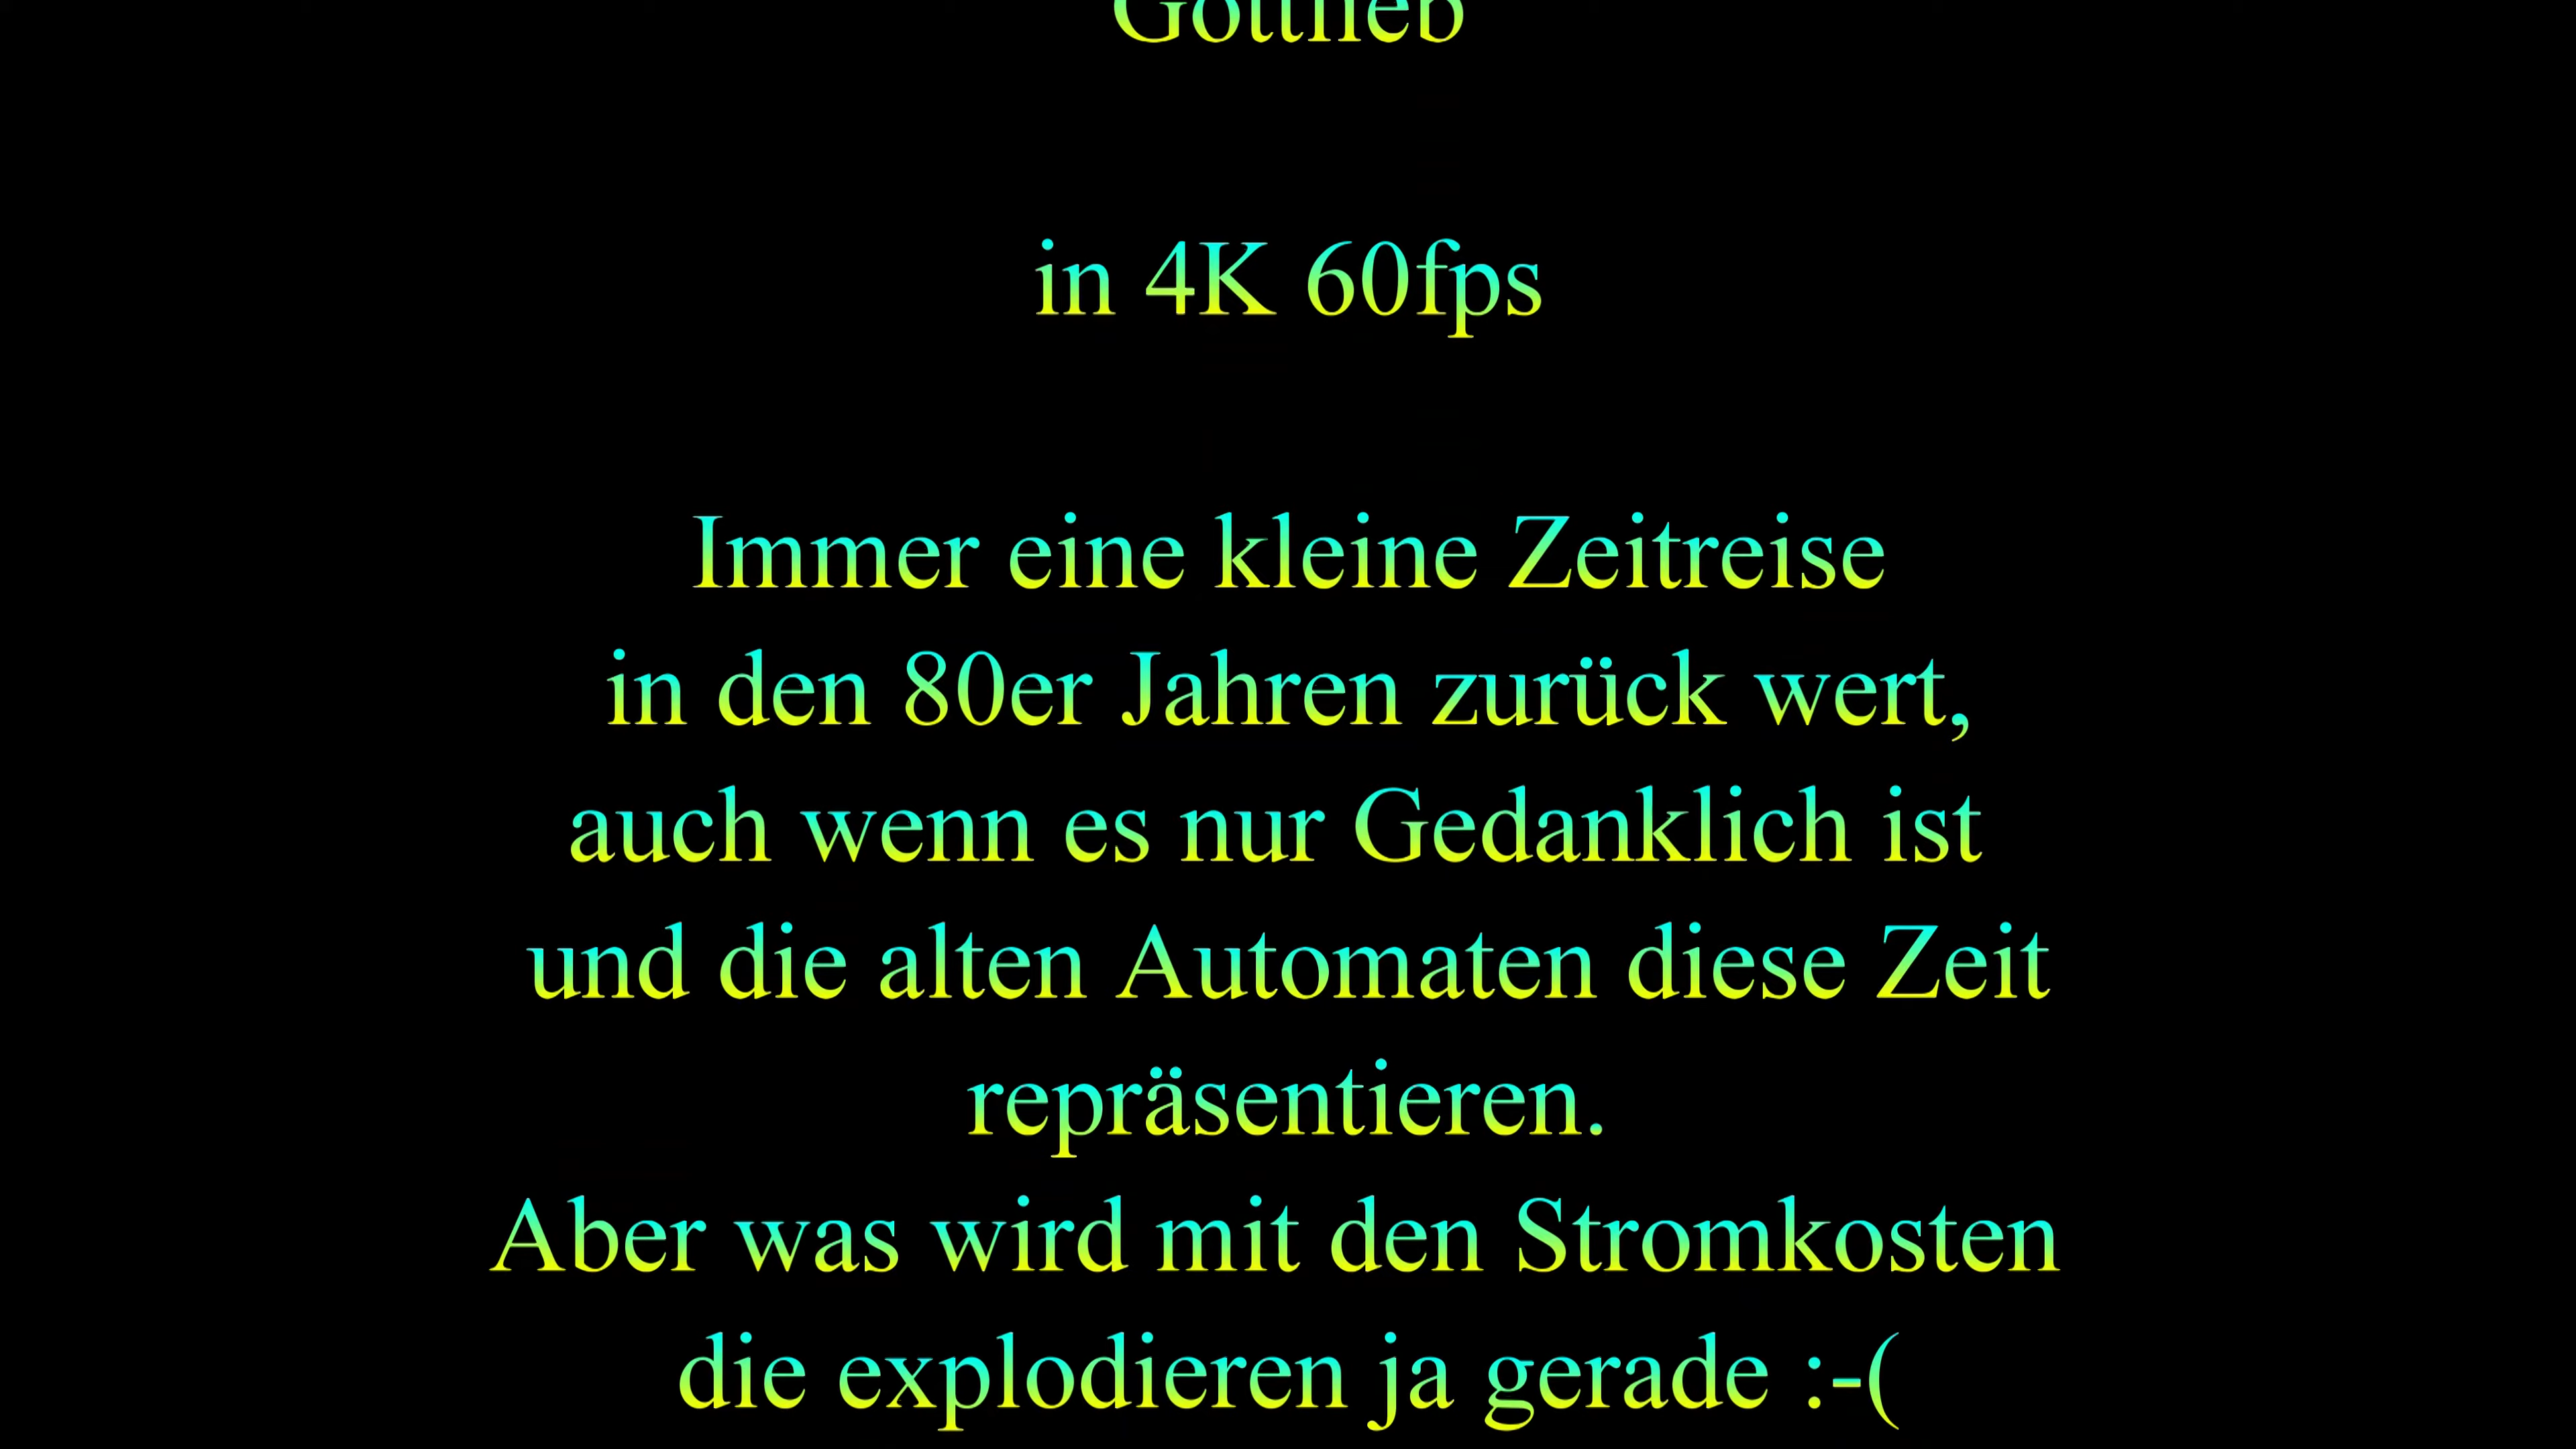 Gottlieb
in 4K 60fps
Immer eine kleine Zeitreise
in den 80er Jahren zurück wert,
auch wenn es nur Gedanklich ist
und die alten Automaten diese Zeit
repräsentieren.
Aber was wird mit den Stromkosten
die explodieren ja gerade :-(